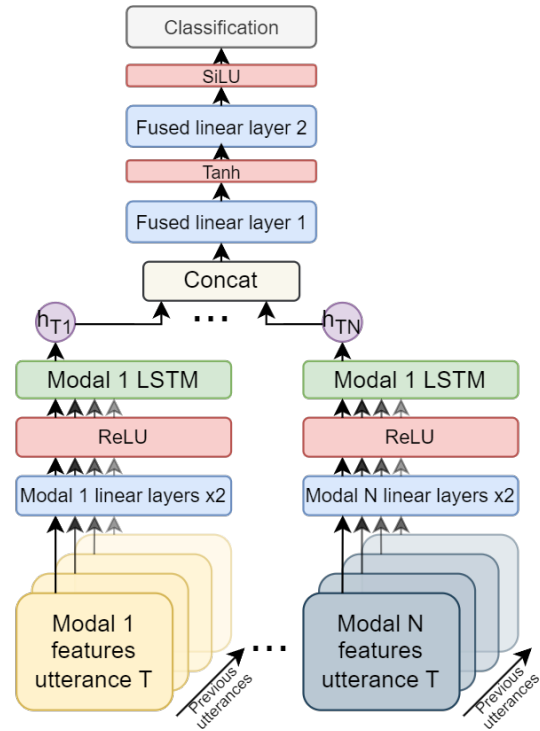 Classification
SiLU
Fused linear layer 2
Tanh
Fused linear layer 1
Concat
...
hT1
hTN
Modal 1 LSTM
Modal 1 LSTM
ReLU
ReLU
Modal 1 linear layers x2
Modal N linear layers x2
Modal 1
features
utterance T
Previous
utterances
...
Modal N
features
utterance T
Previous
utterances